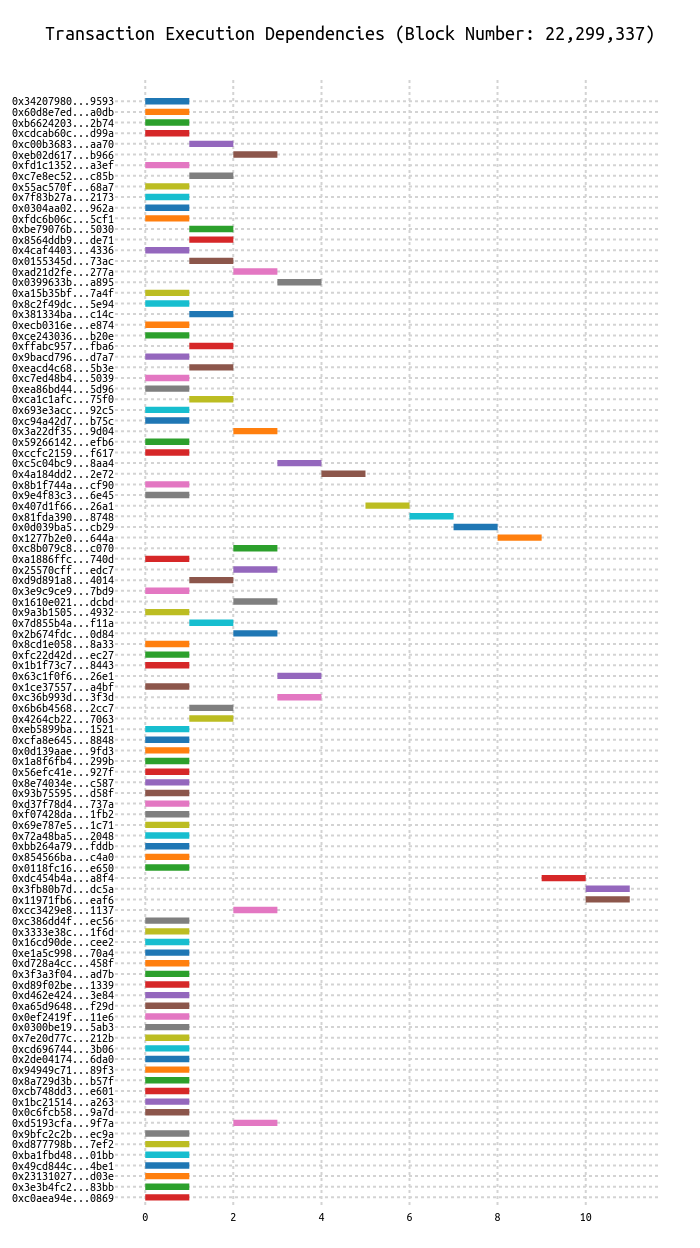 Transaction Execution Dependencies (Block Number: 22,299,337)
0x34207980...9593
0x60d8e7ed...a0db
0xb6624203...2b74
0xcdcab60c...d99a
0xc00b3683...aa70
0xeb02d617...b966
0xfd1c1352...a3ef
0xc7e8ec52...c85b
0x55ac570f...68a7
0x7f83b27a...2173
0x0304aa02...962a
0xfdc6b06c...5cf1
0xbe79076b...5030
0x8564ddb9...de71
0x4caf4403...4336
0x0155345d...73ac
0xad21d2fe...277a
0x0399633b...a895
0xa15b35bf...7a4f
0x8c2f49dc...5e94
0x381334ba...c14c
0xecb0316e...e874
0xce243036...b20e
0xffabc957...fba6
0x9bacd796...d7a7
0xeacd4c68...5b3e
0xc7ed48b4...5039
0xea86bd44...5d96
0xca1c1afc...75f0
0x693e3acc...92c5
0xc94a42d7...b75c
0x3a22df35...9d04
0x59266142...efb6
0xccfc2159...f617
0xc5c04bc9...8aa4
0x4a184dd2...2e72
0x8b1f744a...cf90
0x9e4f83c3...6e45
0x407d1f66...26a1
0x81fda390...8748
0x0d039ba5...cb29
0x1277b2e0...644a
0xc8b079c8...c070
0xa1886ffc...740d
0x25570cff...edc7
0xd9d891a8...4014
0x3e9c9ce9...7bd9
0x1610e021...dcbd
0x9a3b1505...4932
0x7d855b4a...f11a
0x2b674fdc...0d84
0x8cd1e058...8a33
0xfc22d42d...ec27
0x1b1f73c7...8443
0x63c1f0f6...26e1
0x1ce37557...a4bf
0xc36b993d...3f3d
0x6b6b4568...2cc7
0x4264cb22...7063
0xeb5899ba...1521
0xcfa8e645...8848
0x0d139aae...9fd3
0x1a8f6fb4...299b
0x56efc41e...927f
0x8e74034e...c587
0x93b75595...d58f
0xd37f78d4...737a
0xf07428da...1fb2
0x69e787e5...1c71
0x72a48ba5...2048
0xbb264a79...fddb
0x854566ba...c4a0
0x0118fc16...e650
0xdc454b4a...a8f4
0x3fb80b7d...dc5a
0x11971fb6...eaf6
0xcc3429e8...1137
0xc386dd4f...ec56
0x3333e38c...1f6d
0x16cd90de...cee2
0xe1a5c998...70a4
0xd728a4cc...458f
0x3f3a3f04...ad7b
0xd89f02be...1339
0xd462e424...3e84
0xa65d9648...f29d
0x0ef2419f...11e6
0x0300be19...5ab3
0x7e20d77c...212b
0xcd696744...3b06
0x2de04174...6da0
0x94949c71...89f3
0x8a729d3b...b57f
0xcb748dd3...e601
0x1bc21514...a263
0x0c6fcb58...9a7d
0xd5193cfa...9f7a
0x9bfc2c2b...ec9a
0xd877798b...7ef2
0xba1fbd48...01bb
0x49cd844c...4be1
0x23131027...d03e
0x3e3b4fc2...83bb
0xc0aea94e...0869
0 2 4 6 8 10